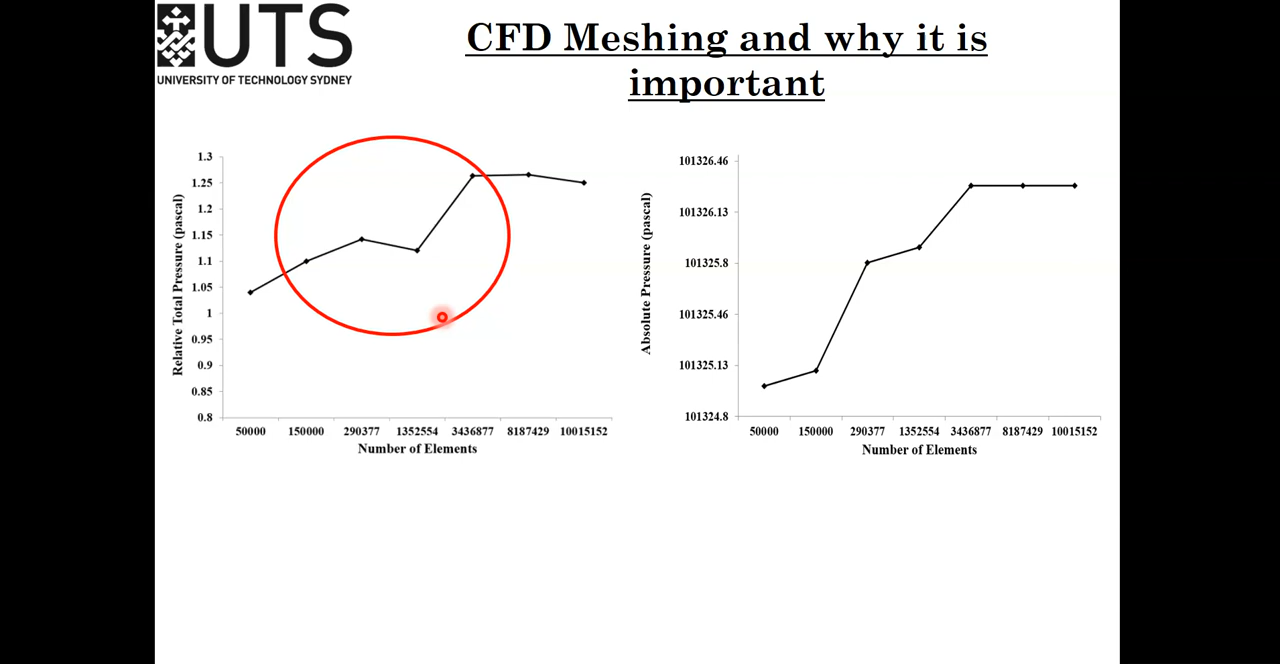 UTS
UNIVERSITY OF TECHNOLOGY SYDNEY
CFD Meshing and why it is
important
Relative Total Pressure (pascal)
1.3
1.25
1.2
1.15
1.1
1.05
1
0.95
0.9
0.85
0.8
50000 150000 290377 1352554 3436877 8187429 10015152
Number of Elements
Absolute Pressure (pascal)
101326.46
101326.13
101325.8
101325.46
101325.13
101324.8
50000 150000 290377 1352554 3436877 8187429 10015152
Number of Elements